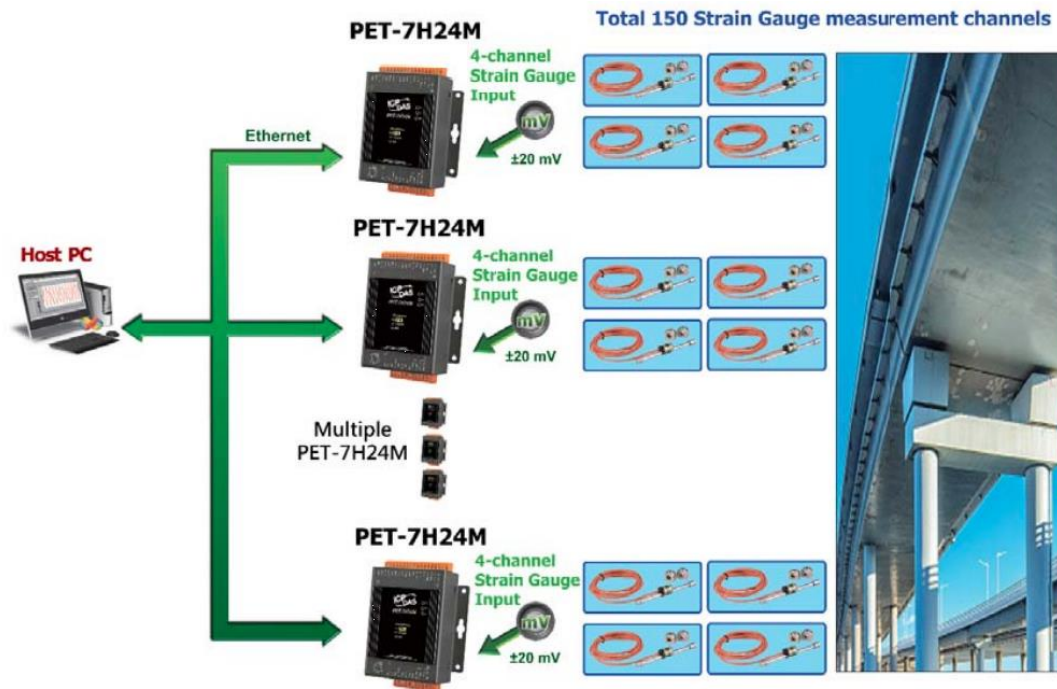 Total 150 Strain Gauge measurement channels
PET-7H24M
4-channel
Strain Gauge
Input
mV
±20 mV
Ethernet
PET-7H24M
4-channel
Strain Gauge
Input
mV
±20 mV
Host PC
Multiple
PET-7H24M
PET-7H24M
4-channel
Strain Gauge
Input
mV
±20 mV